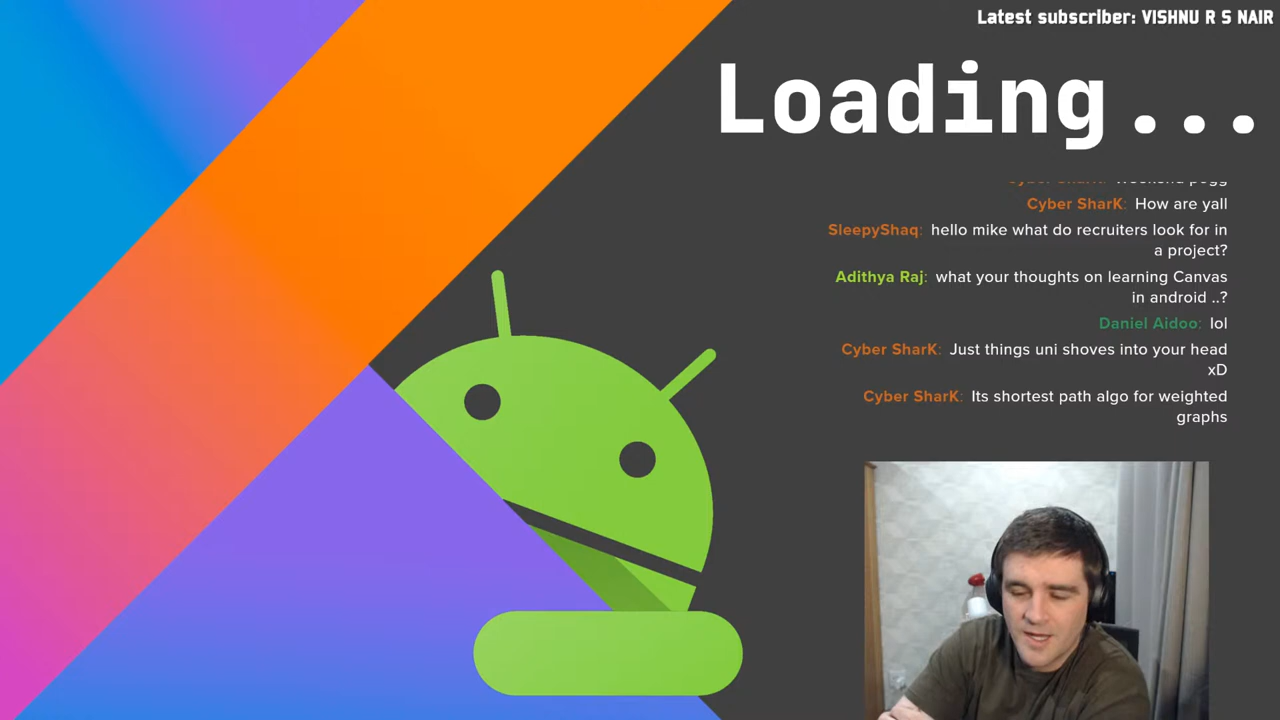 Latest subscriber: VISHNU R S NAIR
Loading...
Cyber SharK: How are yall
SleepyShaq: hello mike what do recruiters look for in
a project?
Adithya Raj: what your thoughts on learning Canvas
in android ..?
Daniel Aidoo: lol
Cyber SharK: Just things uni shoves into your head
xD
Cyber SharK: Its shortest path algo for weighted
graphs